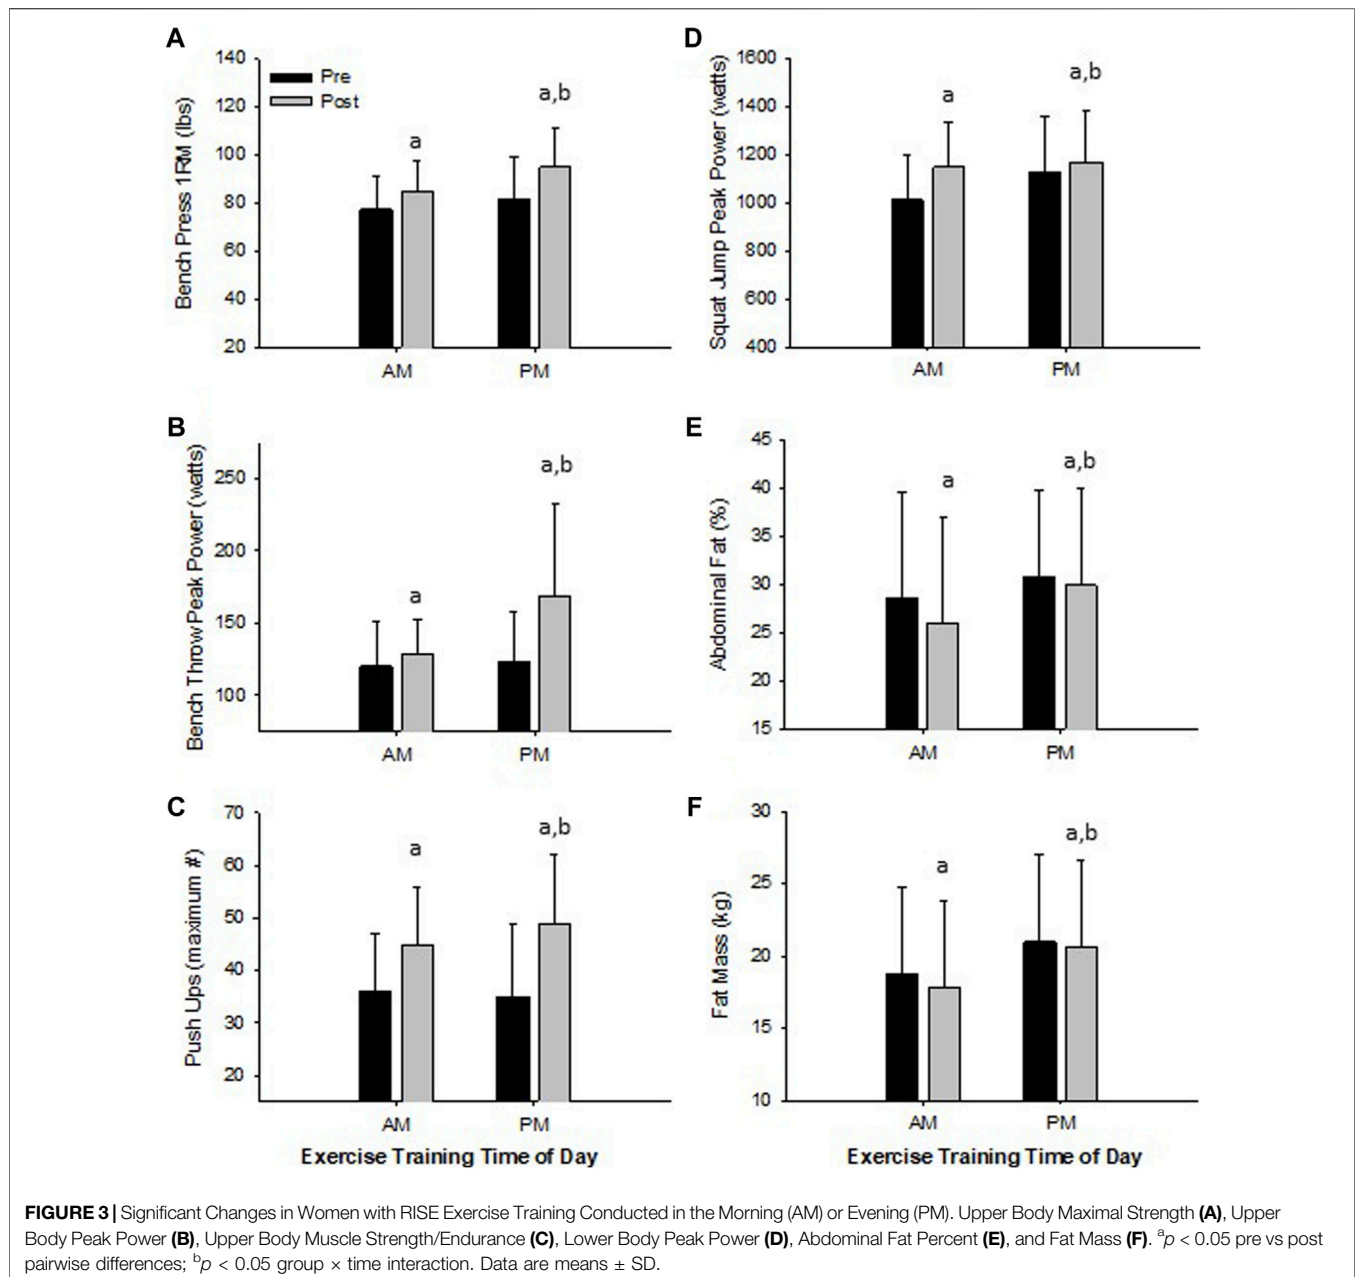 A
140
120
100
80
60
40
20
Bench Press 1RM (lbs)
Pre
Post
a
a,b
AM
PM
D
1600
1400
1200
1000
800
600
400
Squat Jump Peak Power (watts)
a
a,b
AM
PM
B
250
200
150
100
Bench Throw Peak Power (watts)
a
a,b
AM
PM
E
45
40
35
30
25
20
15
Abdominal Fat (%)
a
a,b
AM
PM
C
70
60
50
40
30
20
Push Ups (maximum #)
a
a,b
AM
PM
Exercise Training Time of Day
F
30
25
20
15
10
Fat Mass (kg)
a
a,b
AM
PM
Exercise Training Time of Day
FIGURE 3 | Significant Changes in Women with RISE Exercise Training Conducted in the Morning (AM) or Evening (PM). Upper Body Maximal Strength (A), Upper
Body Peak Power (B), Upper Body Muscle Strength/Endurance (C), Lower Body Peak Power (D), Abdominal Fat Percent (E), and Fat Mass (F). ᵃp < 0.05 pre vs post
pairwise differences; ᵇp < 0.05 group × time interaction. Data are means ± SD.